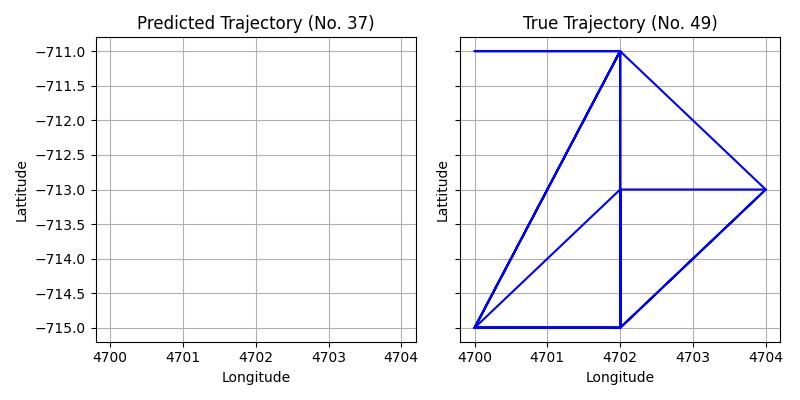 Predicted Trajectory (No. 37)
True Trajectory (No. 49)
−711.0
−711.5
−712.0
−712.5
−713.0
−713.5
−714.0
−714.5
−715.0
Lattitude
Lattitude
4700 4701 4702 4703 4704
4700 4701 4702 4703 4704
Longitude
Longitude